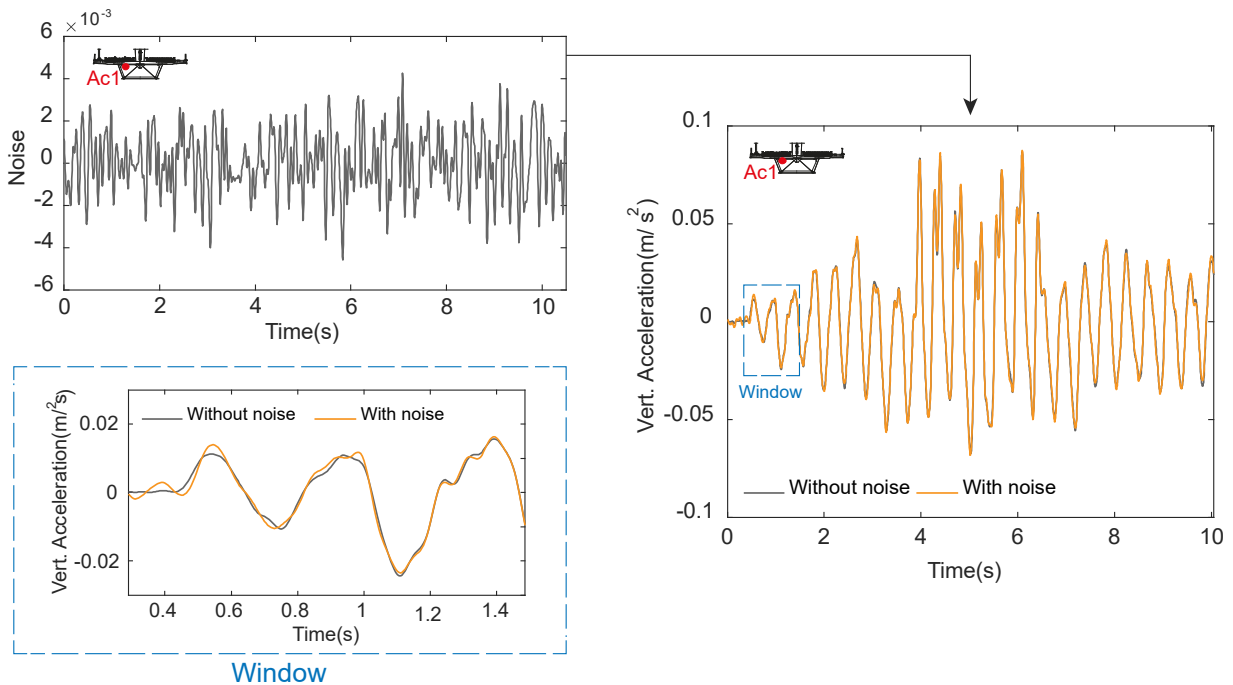 × 10⁻³
6
4
2
0
-2
-4
-6
Noise
Ac1
0 2 4 6 8 10
Time(s)
0.1
0.05
0
-0.05
-0.1
Vert. Acceleration(m/ s²)
Ac1
Window
Without noise With noise
0 2 4 6 8 10
Time(s)
0.02
0
-0.02
Vert. Acceleration(m/²s)
Without noise With noise
0.4 0.6 0.8 1 1.2 1.4
Time(s)
Window